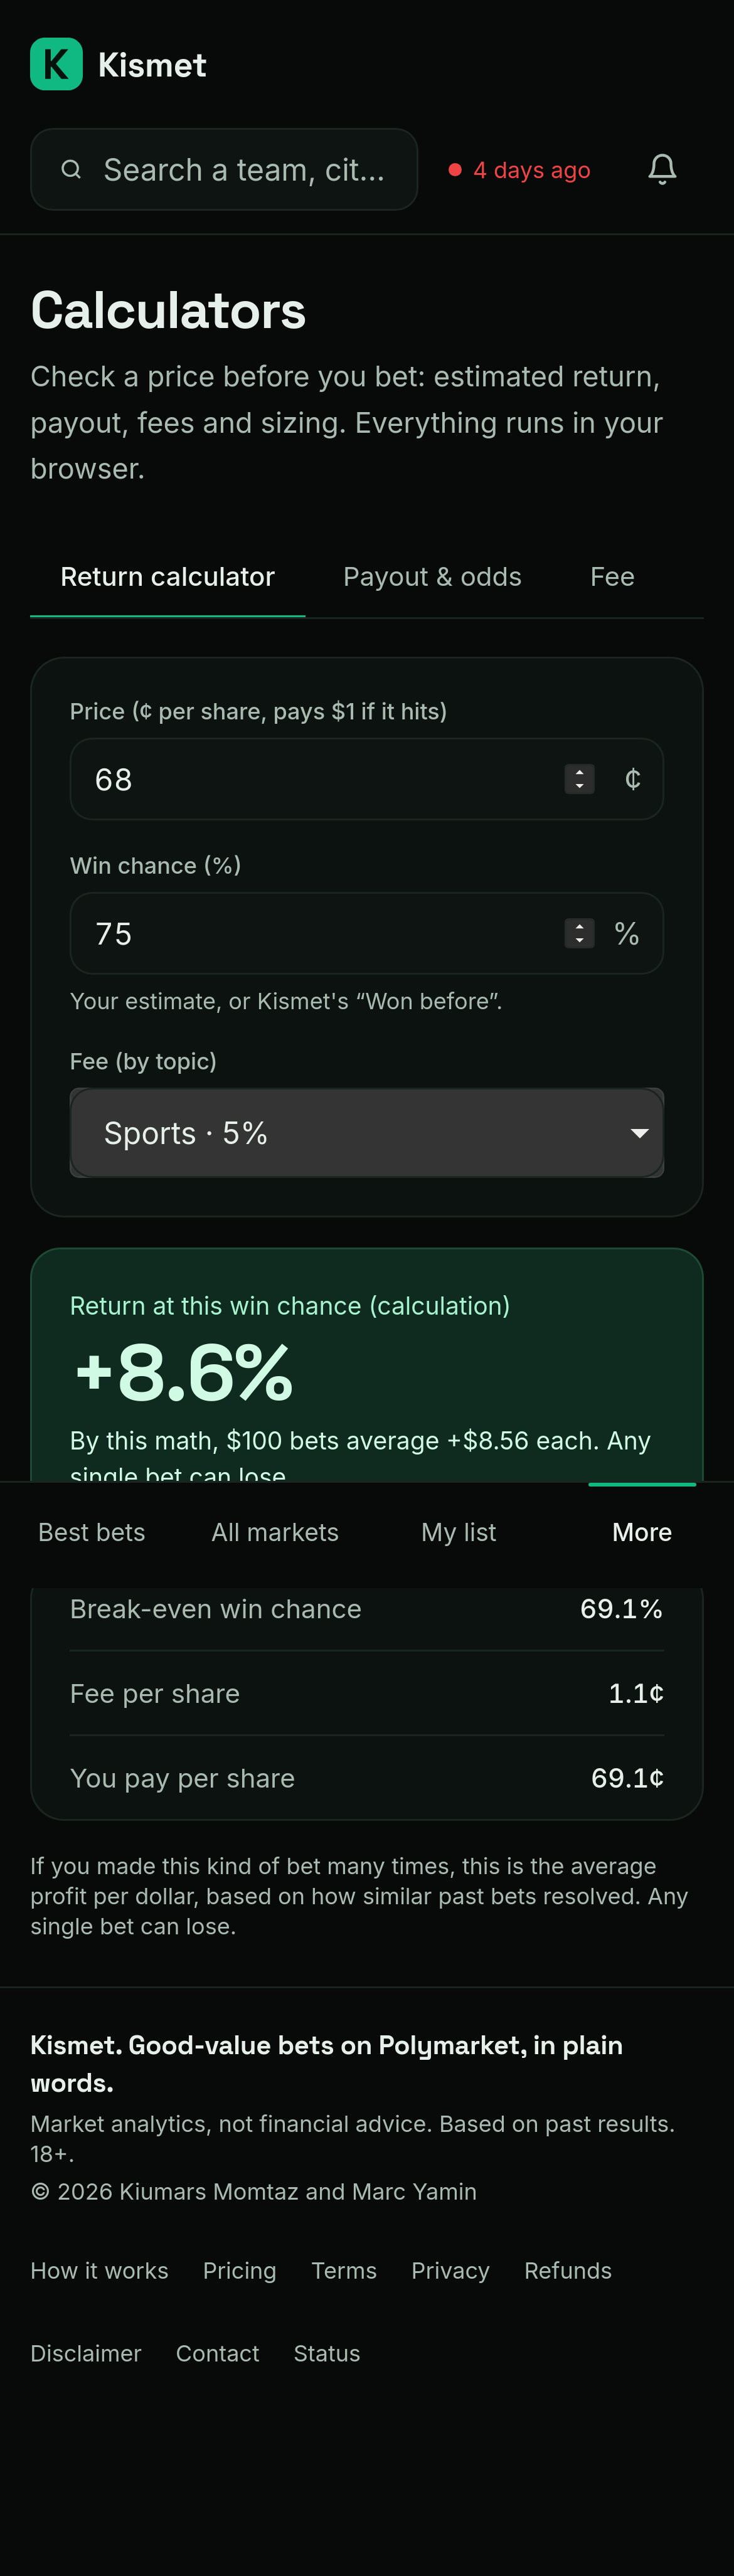 K Kismet
Search a team, cit...
4 days ago
Calculators
Check a price before you bet: estimated return,
payout, fees and sizing. Everything runs in your
browser.
Return calculator Payout & odds Fee
Price (¢ per share, pays $1 if it hits)
68 ¢
Win chance (%)
75 %
Your estimate, or Kismet's “Won before”.
Fee (by topic)
Sports · 5%
Return at this win chance (calculation)
+8.6%
By this math, $100 bets average +$8.56 each. Any
single bet can lose
Best bets All markets My list More
Break-even win chance 69.1%
Fee per share 1.1¢
You pay per share 69.1¢
If you made this kind of bet many times, this is the average
profit per dollar, based on how similar past bets resolved. Any
single bet can lose.
Kismet. Good-value bets on Polymarket, in plain
words.
Market analytics, not financial advice. Based on past results.
18+.
© 2026 Kiumars Momtaz and Marc Yamin
How it works Pricing Terms Privacy Refunds
Disclaimer Contact Status